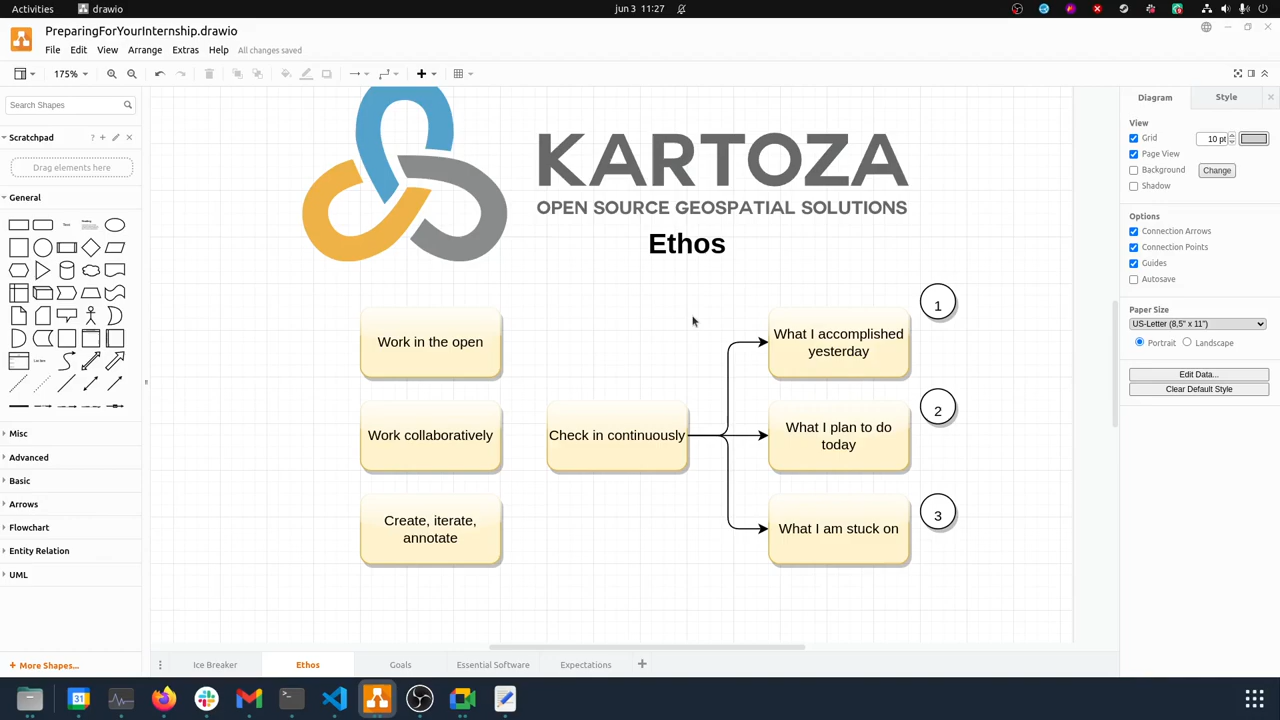 Activities
drawio
jun 3 11:27
PreparingForYourInternship.drawio
File Edit View Arrange Extras Help All changes saved
175%
Search Shapes
Scratchpad
?
Drag elements here
General
Text
Heading
List Item
Misc
Advanced
Basic
Arrows
Flowchart
Entity Relation
UML
+ More Shapes...
KARTOZA
OPEN SOURCE GEOSPATIAL SOLUTIONS
Ethos
Work in the open
Work collaboratively
Create, iterate,
annotate
Check in continuously
What I accomplished
yesterday
1
What I plan to do
today
2
What I am stuck on
3
Ice Breaker
Ethos
Goals
Essential Software
Expectations
Diagram
Style
View
Grid
10 pt
Page View
Background
Change
Shadow
Options
Connection Arrows
Connection Points
Guides
Autosave
Paper Size
US-Letter (8,5" x 11")
Portrait
Landscape
Edit Data...
Clear Default Style
31